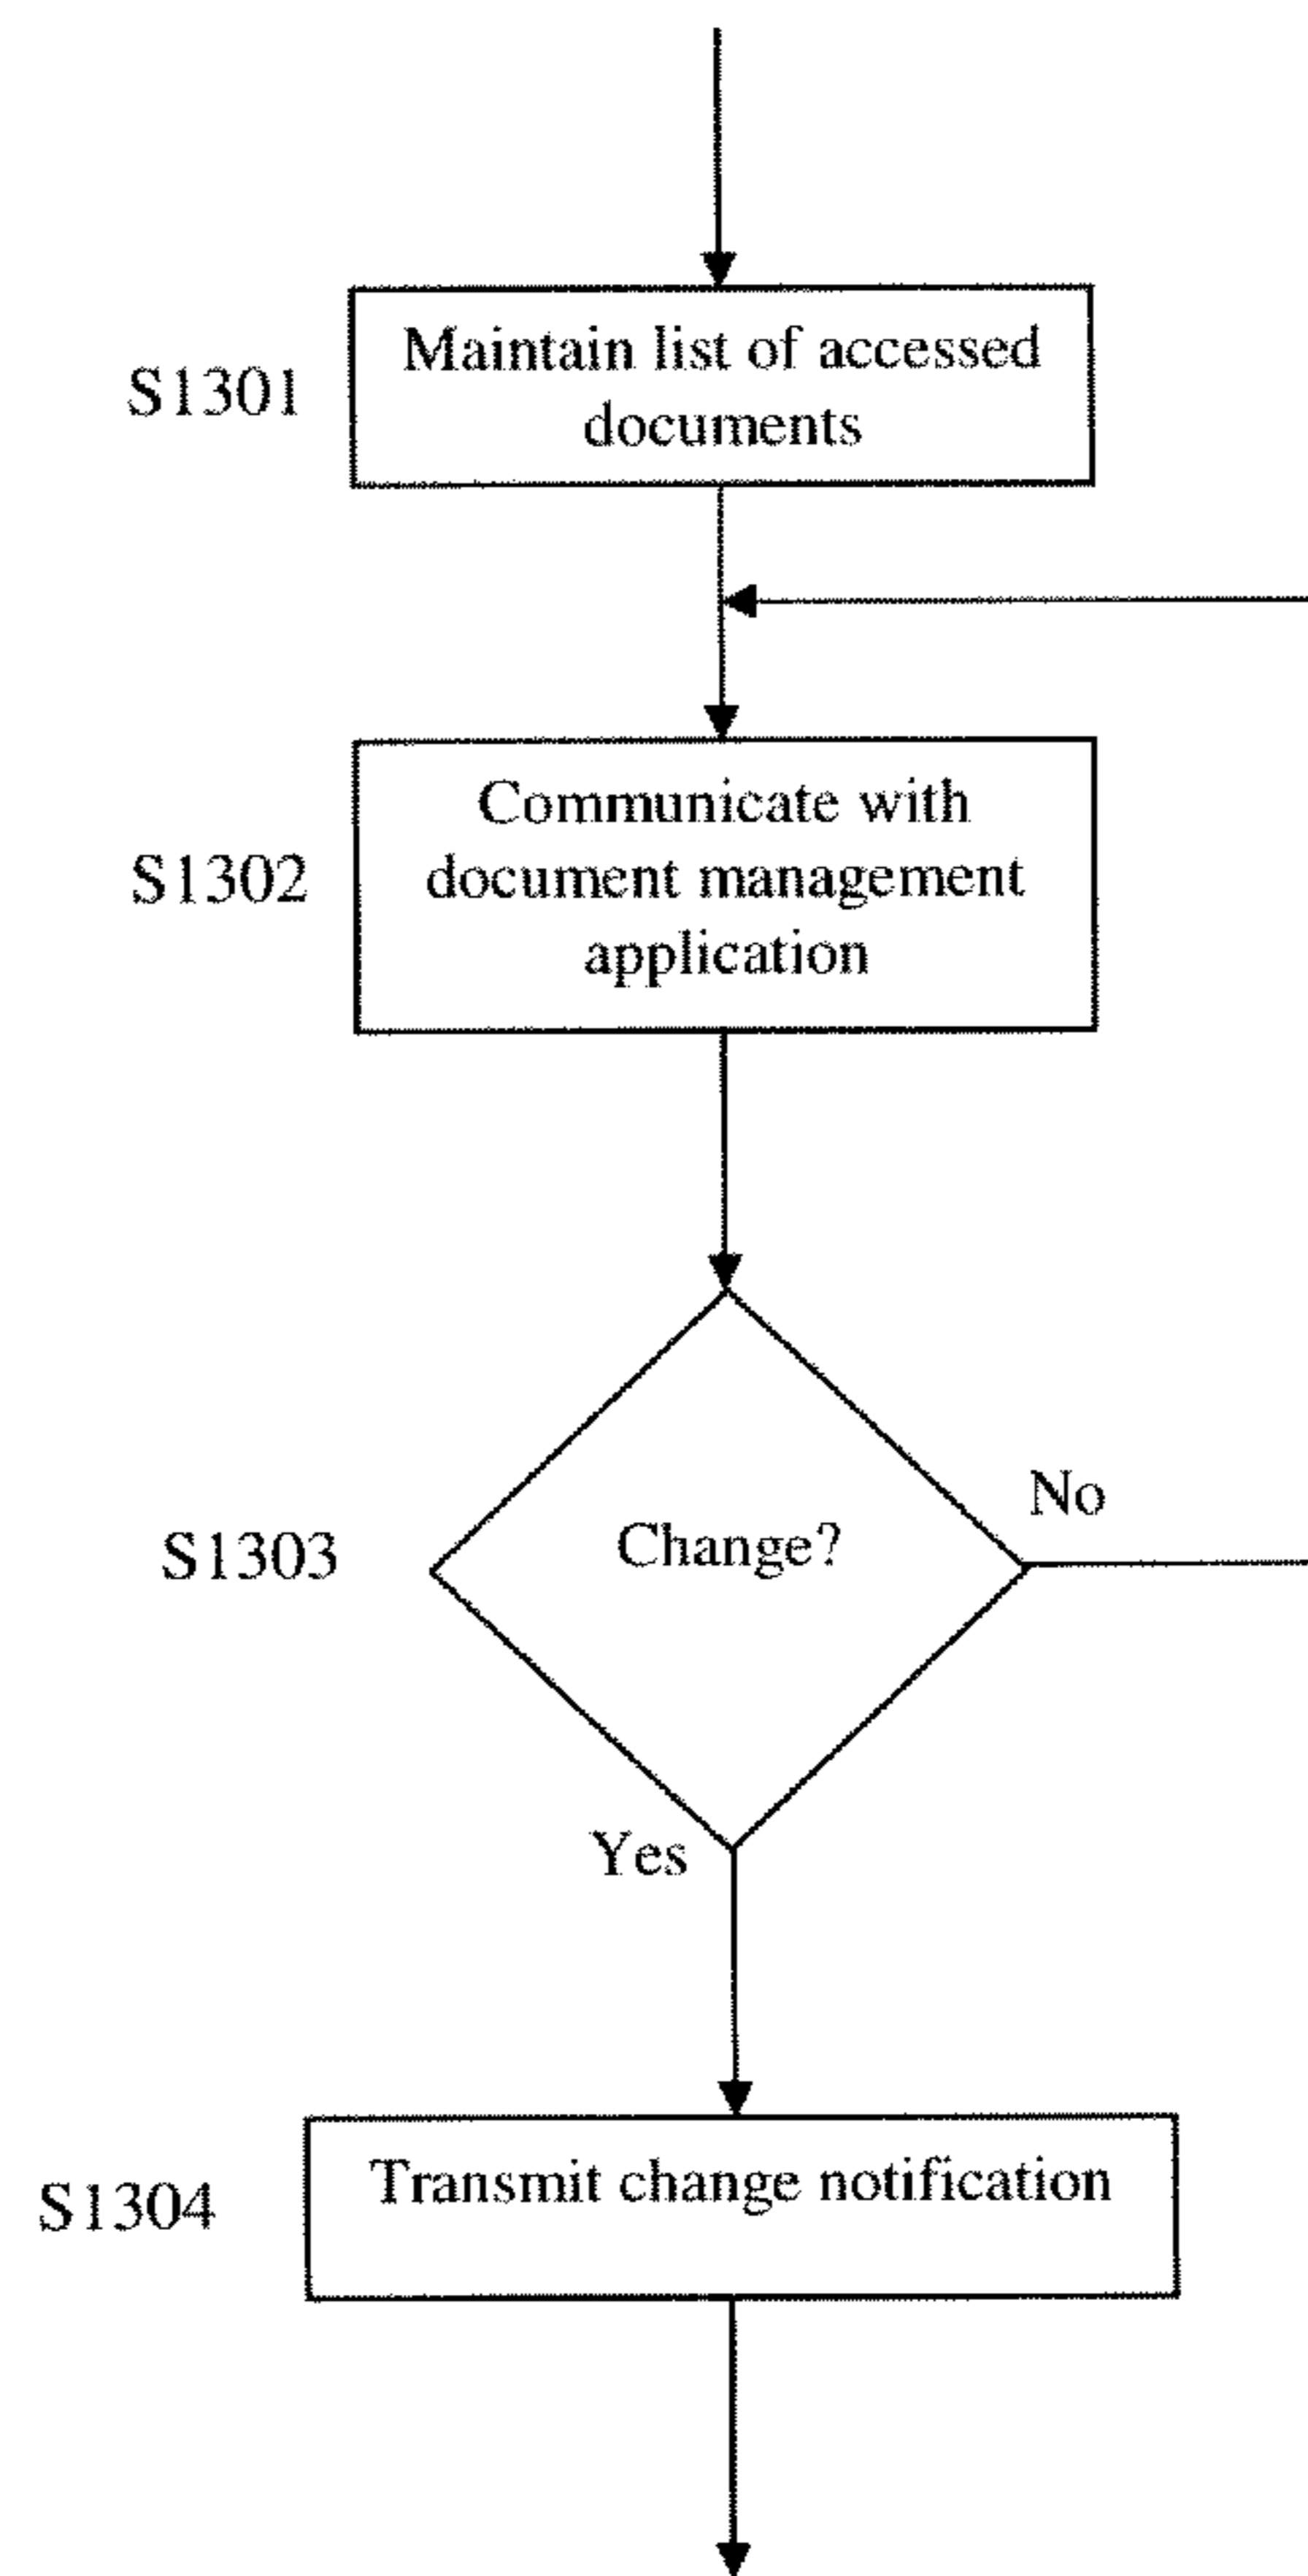 S1301
Maintain list of accessed
documents
S1302
Communicate with
document management
application
S1303
Change?
No
Yes
S1304
Transmit change notification